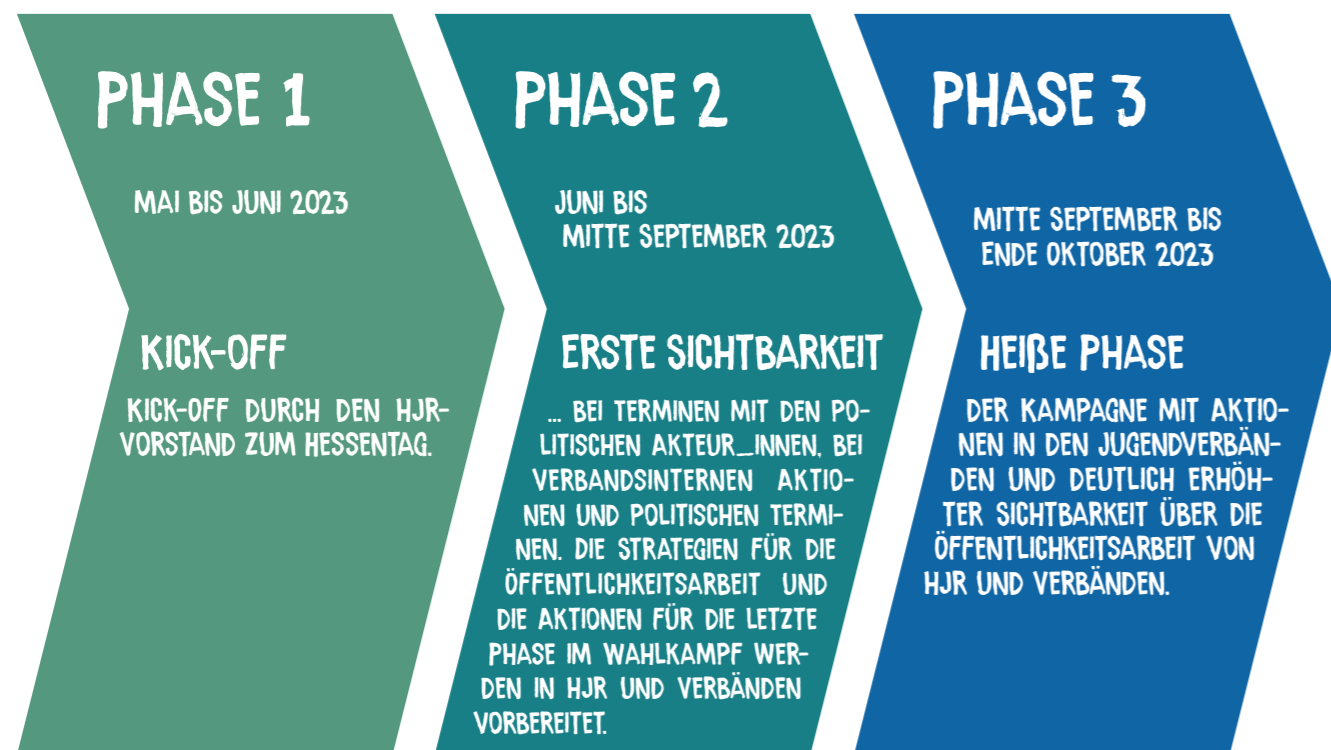 PHASE 1
MAI BIS JUNI 2023
KICK-OFF
KICK-OFF DURCH DEN HJR-
VORSTAND ZUM HESSENTAG.
PHASE 2
JUNI BIS
MITTE SEPTEMBER 2023
ERSTE SICHTBARKEIT
... BEI TERMINEN MIT DEN PO-
LITISCHEN AKTEUR_INNEN, BEI
VERBANDSINTERNEN AKTIO-
NEN UND POLITISCHEN TERMI-
NEN. DIE STRATEGIEN FÜR DIE
ÖFFENTLICHKEITSARBEIT UND
DIE AKTIONEN FÜR DIE LETZTE
PHASE IM WAHLKAMPF WER-
DEN IN HJR UND VERBÄNDEN
VORBEREITET.
PHASE 3
MITTE SEPTEMBER BIS
ENDE OKTOBER 2023
HEIßE PHASE
DER KAMPAGNE MIT AKTIO-
NEN IN DEN JUGENDVERBÄN-
DEN UND DEUTLICH ERHÖH-
TER SICHTBARKEIT ÜBER DIE
ÖFFENTLICHKEITSARBEIT VON
HJR UND VERBÄNDEN.